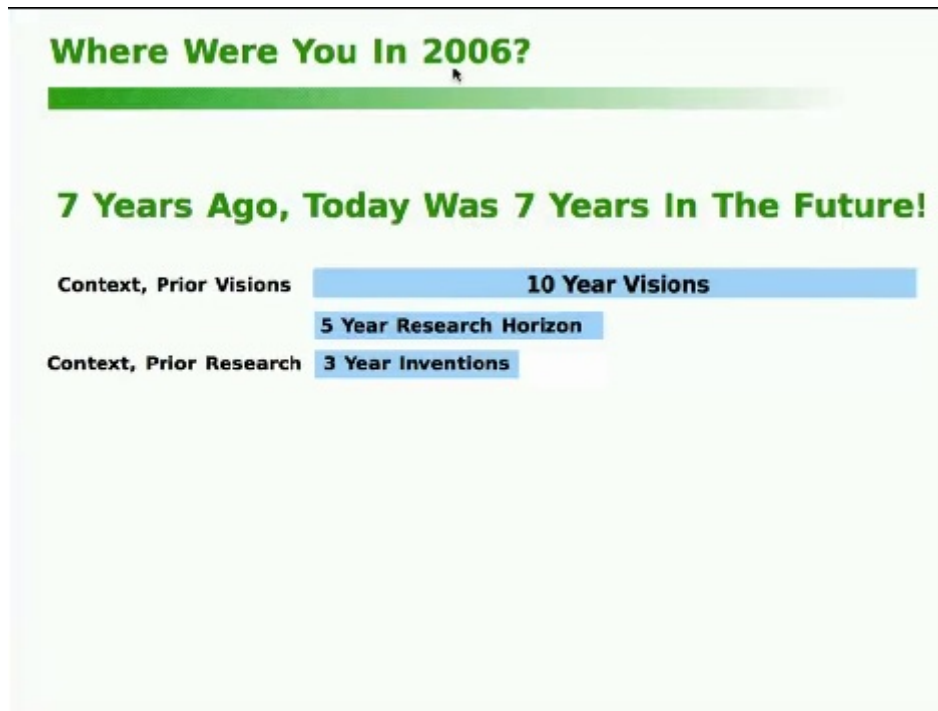 Where Were You In 2006?
7 Years Ago, Today Was 7 Years In The Future!
Context, Prior Visions 10 Year Visions
5 Year Research Horizon
Context, Prior Research 3 Year Inventions